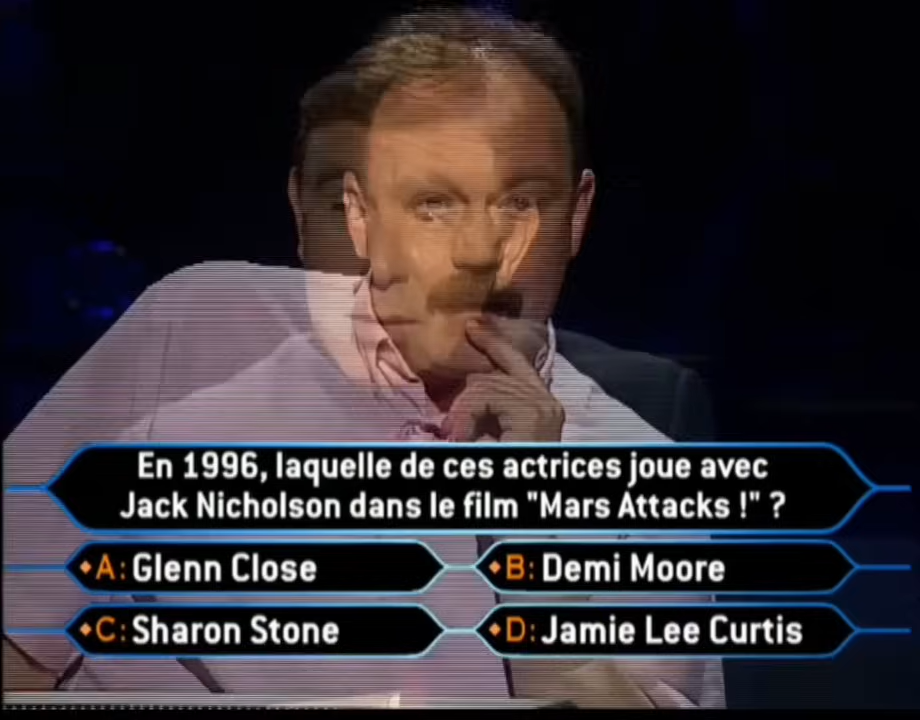 En 1996, laquelle de ces actrices joue avec
Jack Nicholson dans le film "Mars Attacks !" ?
A: Glenn Close
B: Demi Moore
C: Sharon Stone
D: Jamie Lee Curtis